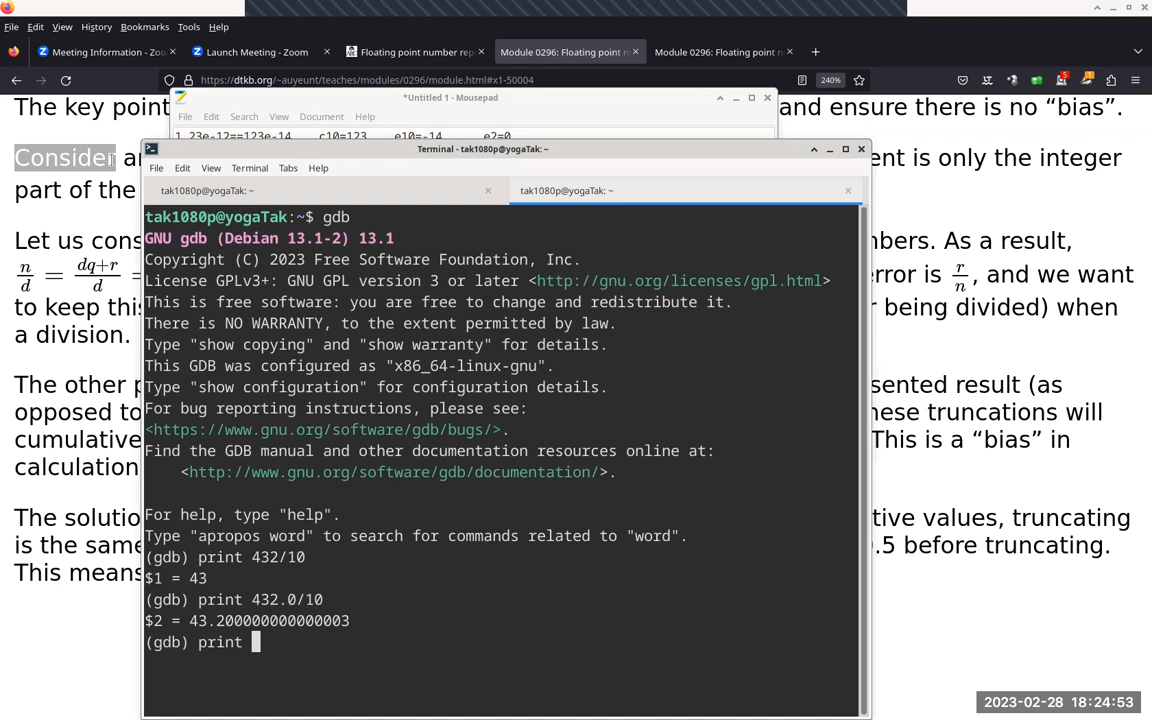 File Edit View History Bookmarks Tools Help
Meeting Information - Zoo
Launch Meeting - Zoom
Floating point number rep
Module 0296: Floating point n
Module 0296: Floating point n
https://dtkb.org/~auyeunt/teaches/modules/0296/module.html#x1-50004
240%
5
The key point
and ensure there is no “bias”.
*Untitled 1 - Mousepad
File Edit Search View Document Help
1.23e-12==123e-14 c10=123 e10=-14 e2=0
Consider
ent is only the integer
part of the
Let us cons
nbers. As a result,
n/d = dq+r/d =
error is r/n, and we want
to keep this
r being divided) when
a division.
The other p
sented result (as
opposed to
hese truncations will
cumulative
This is a “bias” in
calculation
The solutio
tive values, truncating
is the same
0.5 before truncating.
This means
Terminal - tak1080p@yogaTak: ~
File Edit View Terminal Tabs Help
tak1080p@yogaTak: ~
tak1080p@yogaTak: ~
tak1080p@yogaTak:~$ gdb
GNU gdb (Debian 13.1-2) 13.1
Copyright (C) 2023 Free Software Foundation, Inc.
License GPLv3+: GNU GPL version 3 or later <http://gnu.org/licenses/gpl.html>
This is free software: you are free to change and redistribute it.
There is NO WARRANTY, to the extent permitted by law.
Type "show copying" and "show warranty" for details.
This GDB was configured as "x86_64-linux-gnu".
Type "show configuration" for configuration details.
For bug reporting instructions, please see:
<https://www.gnu.org/software/gdb/bugs/>.
Find the GDB manual and other documentation resources online at:
<http://www.gnu.org/software/gdb/documentation/>.
For help, type "help".
Type "apropos word" to search for commands related to "word".
(gdb) print 432/10
$1 = 43
(gdb) print 432.0/10
$2 = 43.200000000000003
(gdb) print
2023-02-28 18:24:53